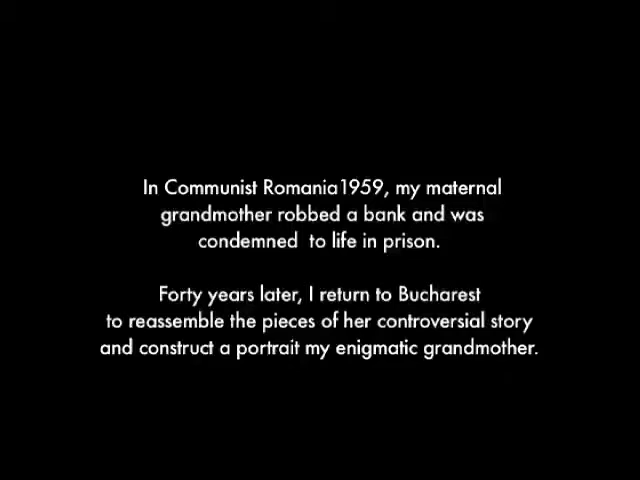 In Communist Romania1959, my maternal
grandmother robbed a bank and was
condemned to life in prison.
Forty years later, I return to Bucharest
to reassemble the pieces of her controversial story
and construct a portrait my enigmatic grandmother.